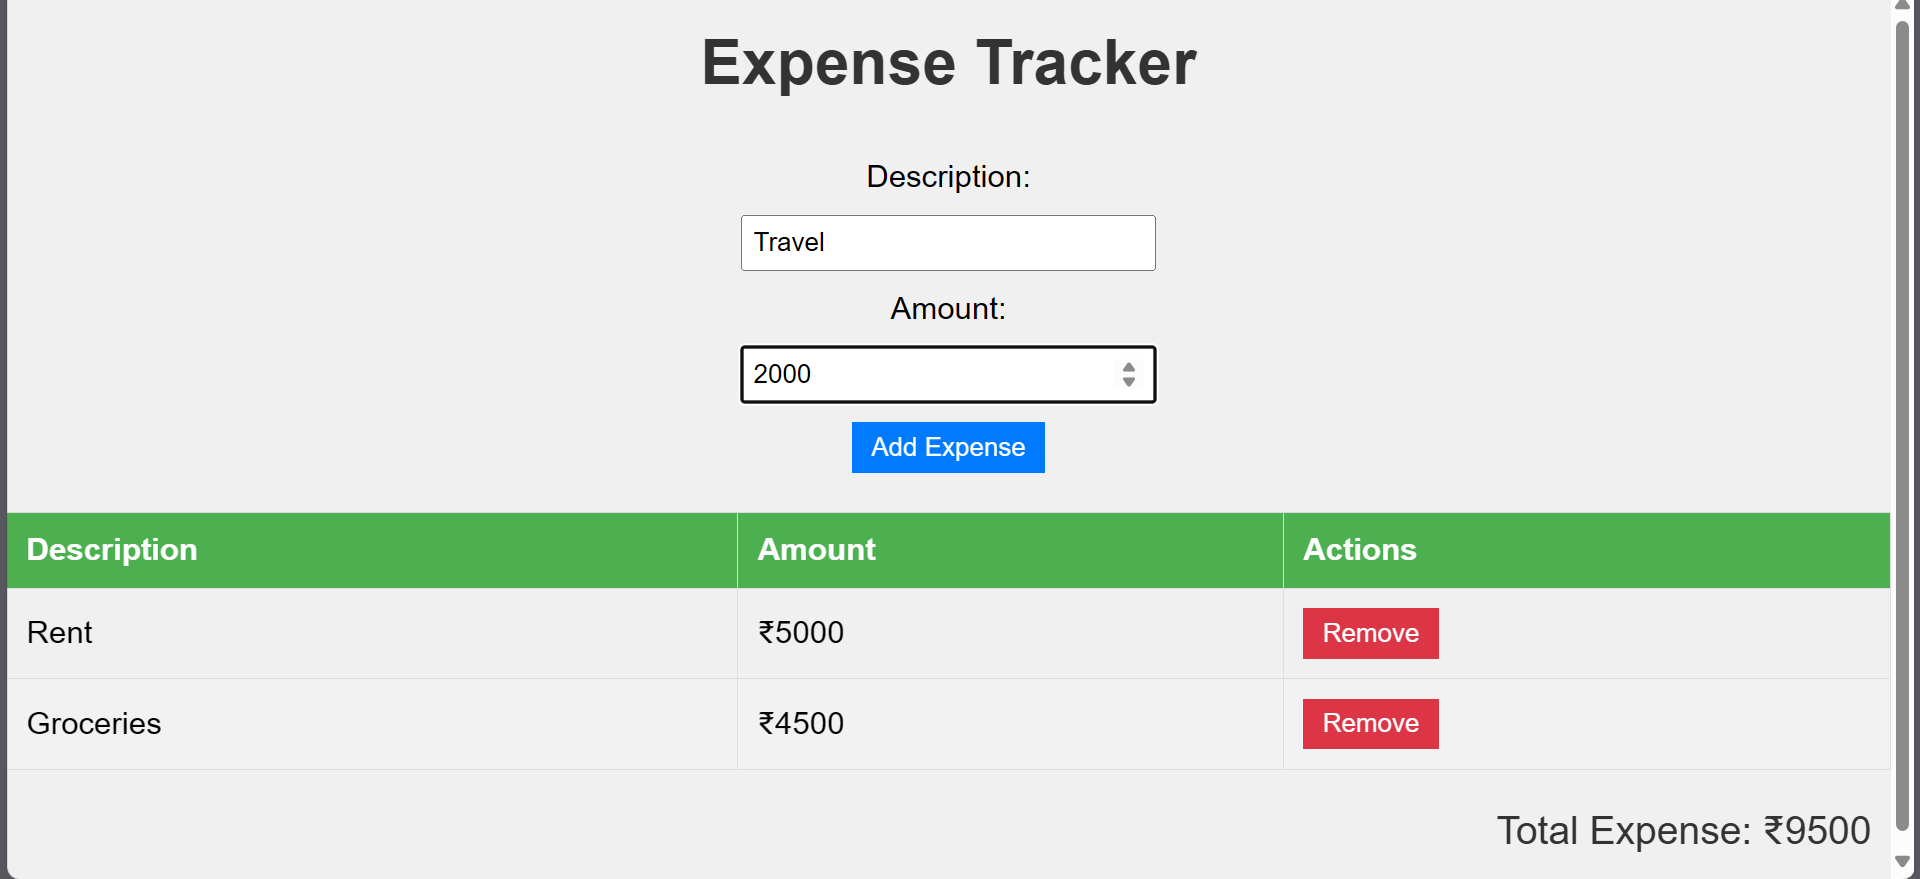 Expense Tracker
Description:
Travel
Amount:
2000
Add Expense
Description Amount Actions
Rent ₹5000 Remove
Groceries ₹4500 Remove
Total Expense: ₹9500